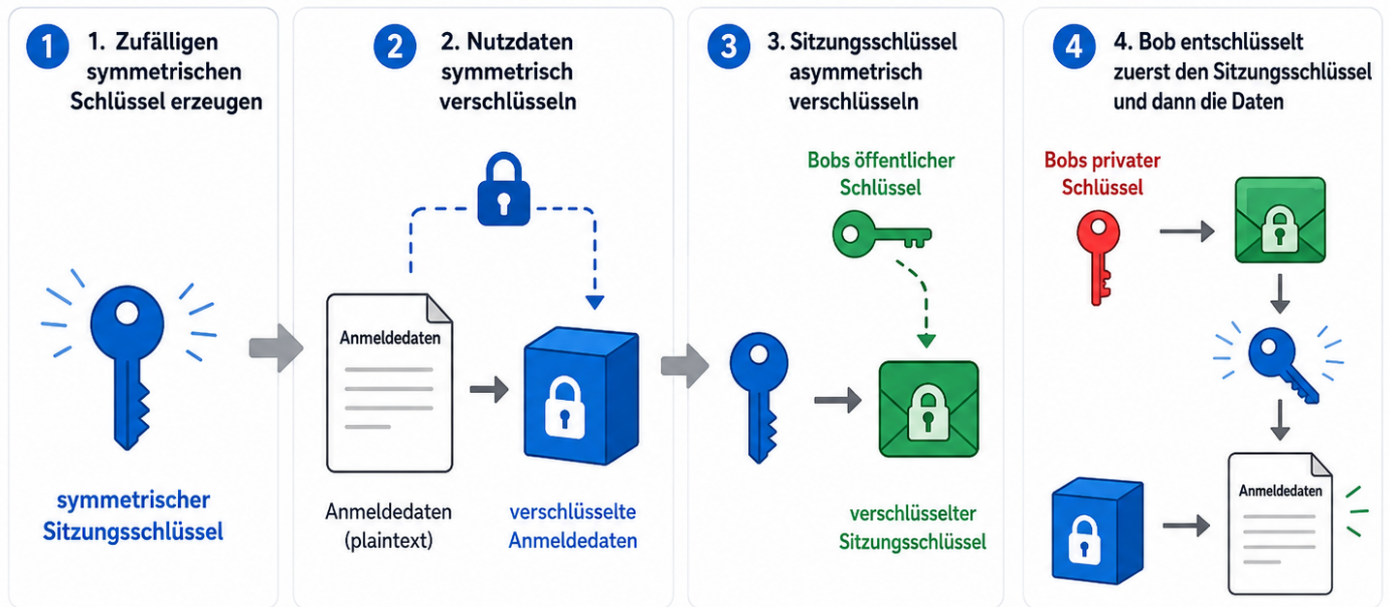 1
1. Zufälligen
symmetrischen
Schlüssel erzeugen
symmetrischer
Sitzungsschlüssel
2
2. Nutzdaten
symmetrisch
verschlüsseln
Anmeldedaten
Anmeldedaten
(plaintext)
verschlüsselte
Anmeldedaten
3
3. Sitzungsschlüssel
asymmetrisch
verschlüsseln
Bobs öffentlicher
Schlüssel
verschlüsselter
Sitzungsschlüssel
4
4. Bob entschlüsselt
zuerst den Sitzungsschlüssel
und dann die Daten
Bobs privater
Schlüssel
Anmeldedaten